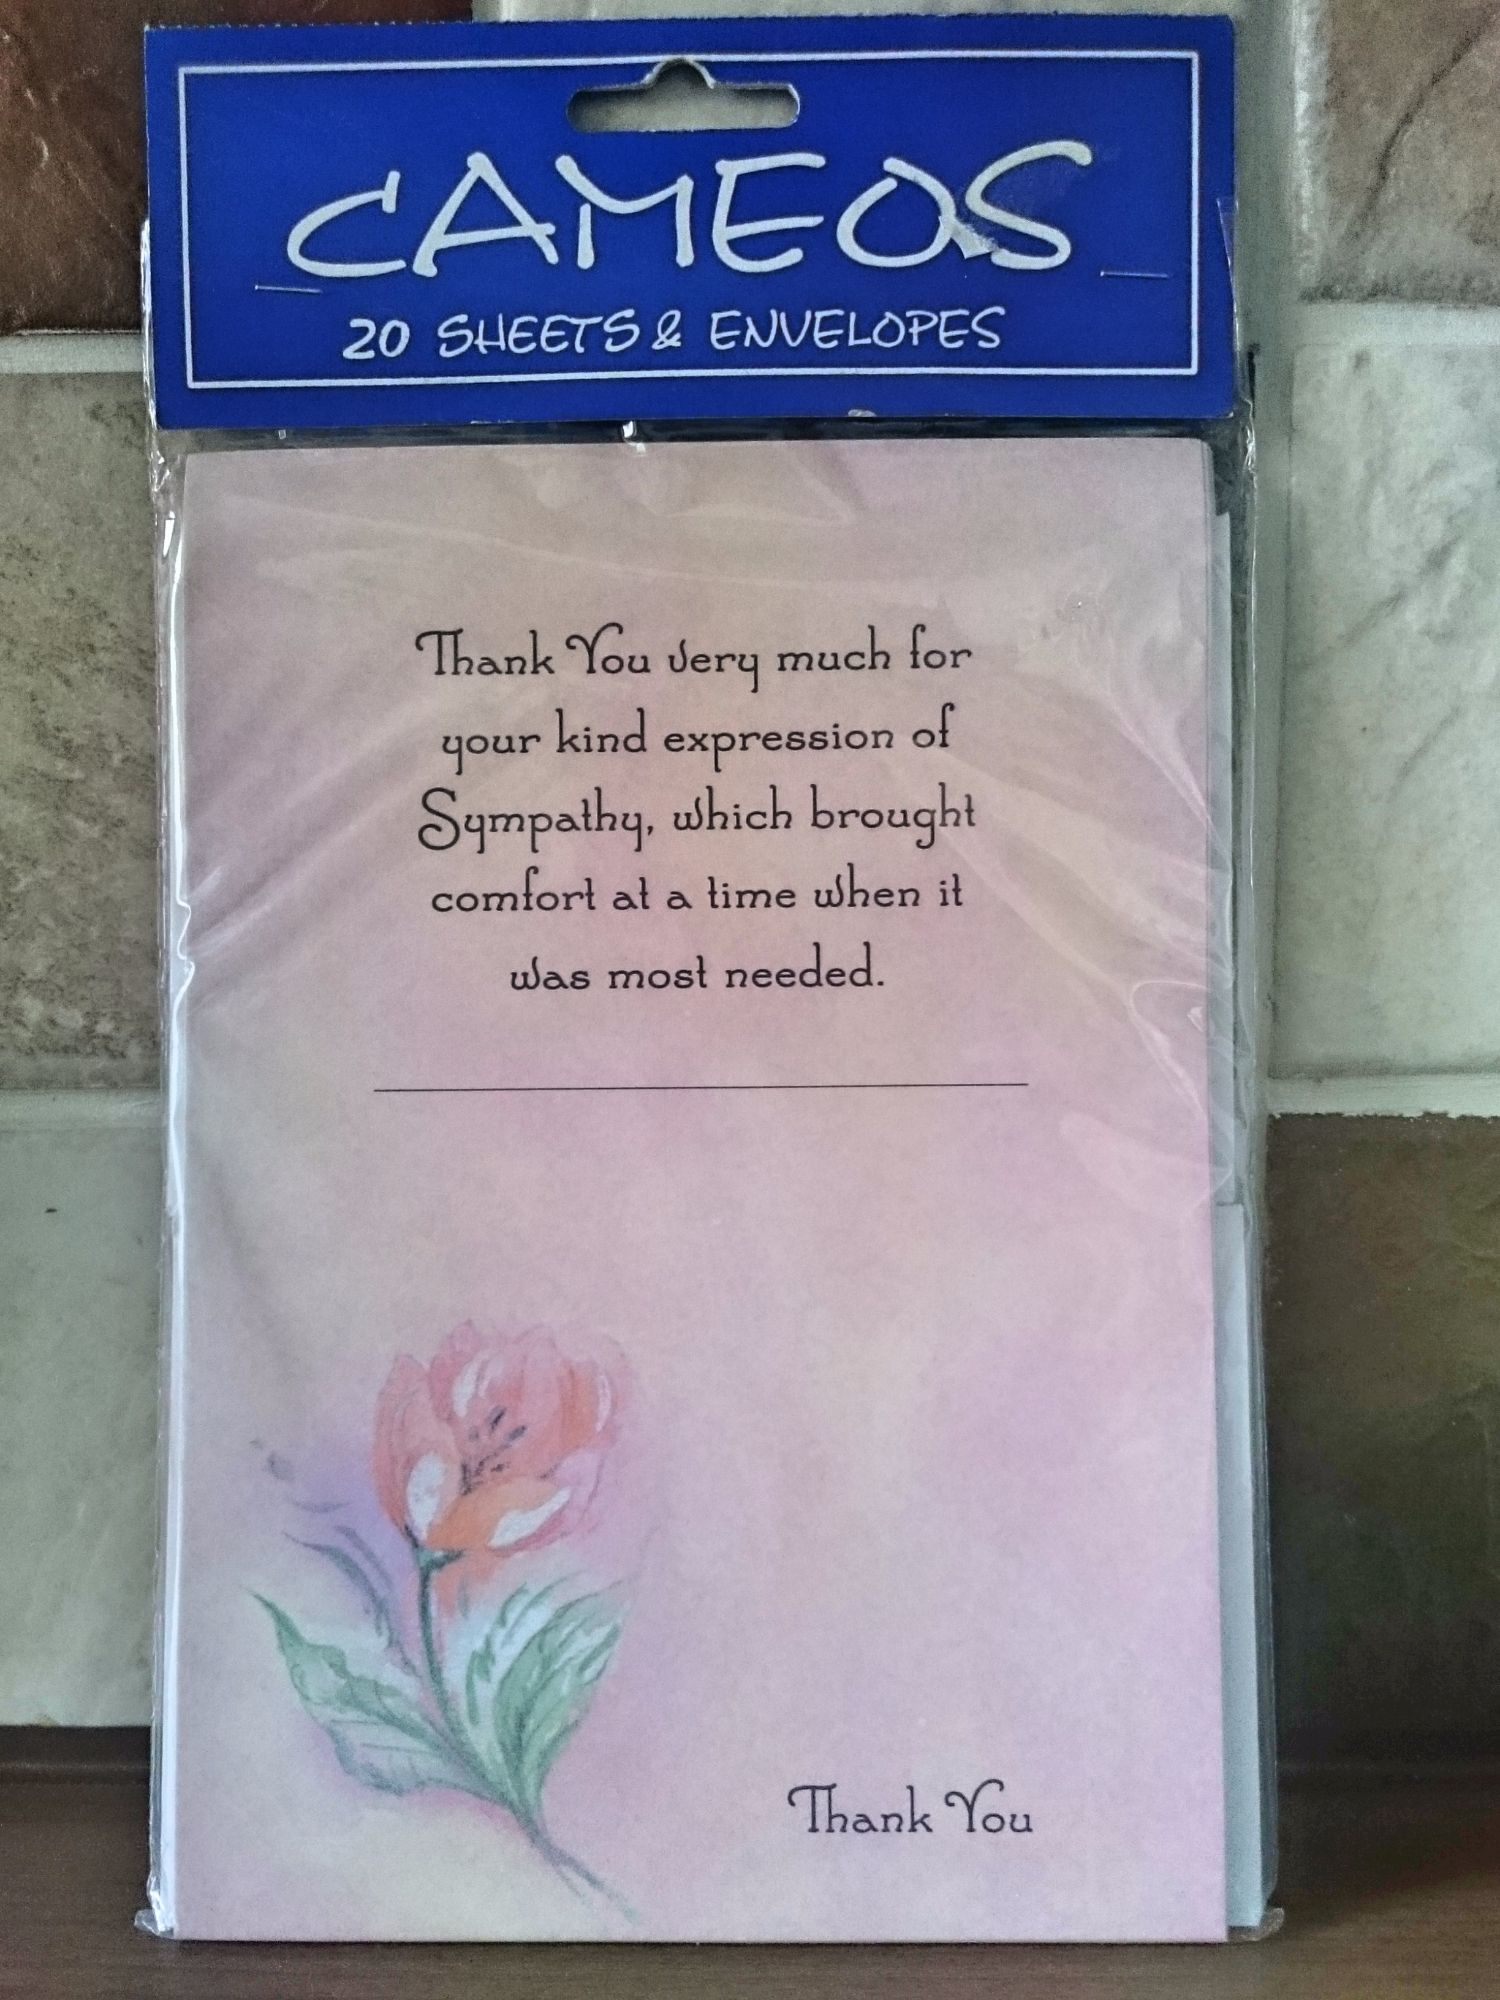 CAMEOS
20 SHEETS & ENVELOPES
Thank You very much for
your kind expression of
Sympathy, which brought
comfort at a time when it
was most needed.
Thank You